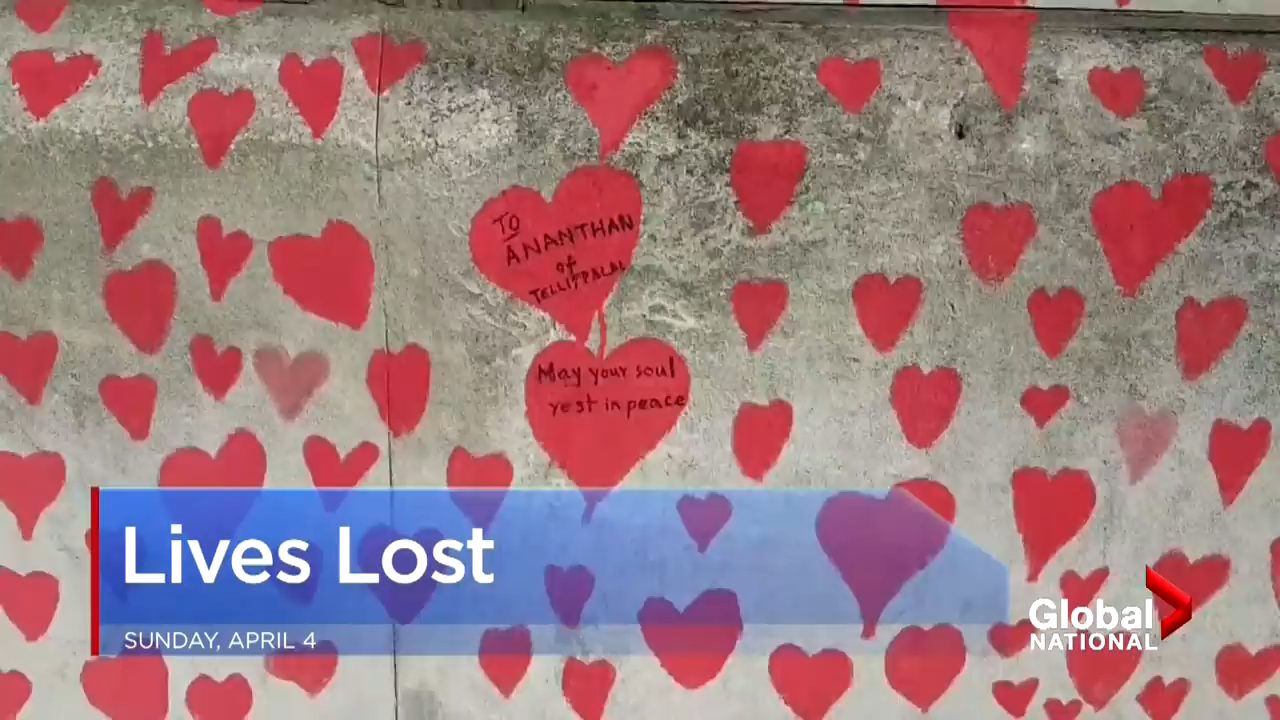 TO
ANANTHAN
of
TELLIPPALAI
May your soul
rest in peace
Lives Lost
SUNDAY, APRIL 4
Global
NATIONAL